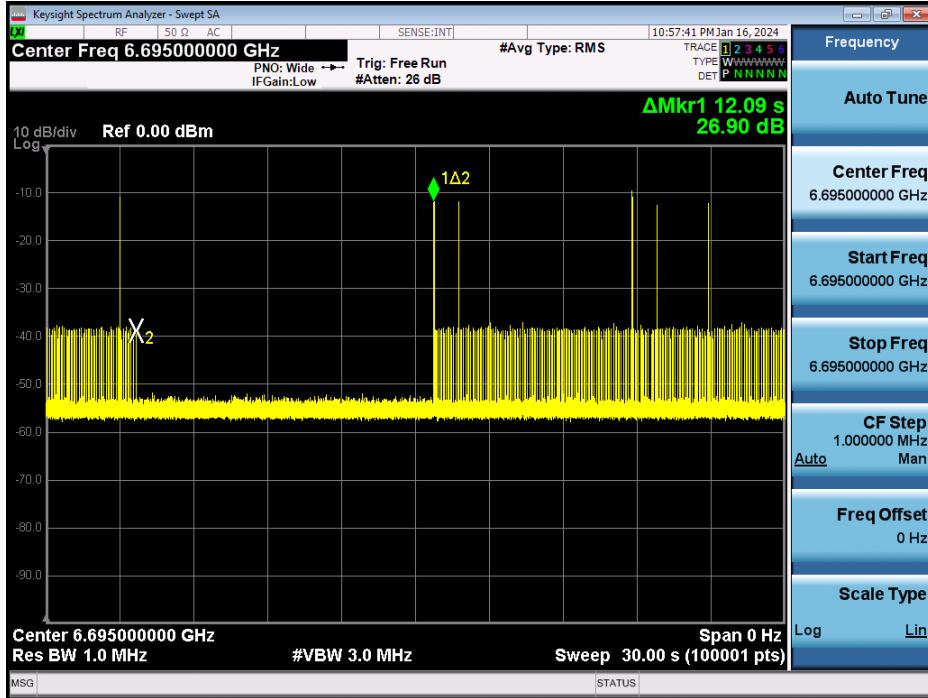 Keysight Spectrum Analyzer - Swept SA
LXI
RF 50 Ω AC SENSE:INT 10:57:41 PM Jan 16, 2024
Center Freq 6.695000000 GHz
#Avg Type: RMS
TRACE 1 2 3 4 5 6
PNO: Wide
Trig: Free Run
TYPE WWWWWW
IFGain:Low
#Atten: 26 dB
DET P N N N N N
ΔMkr1 12.09 s
26.90 dB
10 dB/div Ref 0.00 dBm
Log
1Δ2
-10.0
-20.0
-30.0
X2
-40.0
-50.0
-60.0
-70.0
-80.0
-90.0
Center 6.695000000 GHz Span 0 Hz
Res BW 1.0 MHz #VBW 3.0 MHz Sweep 30.00 s (100001 pts)
MSG STATUS
Frequency
Auto Tune
Center Freq
6.695000000 GHz
Start Freq
6.695000000 GHz
Stop Freq
6.695000000 GHz
CF Step
1.000000 MHz
Auto Man
Freq Offset
0 Hz
Scale Type
Log Lin